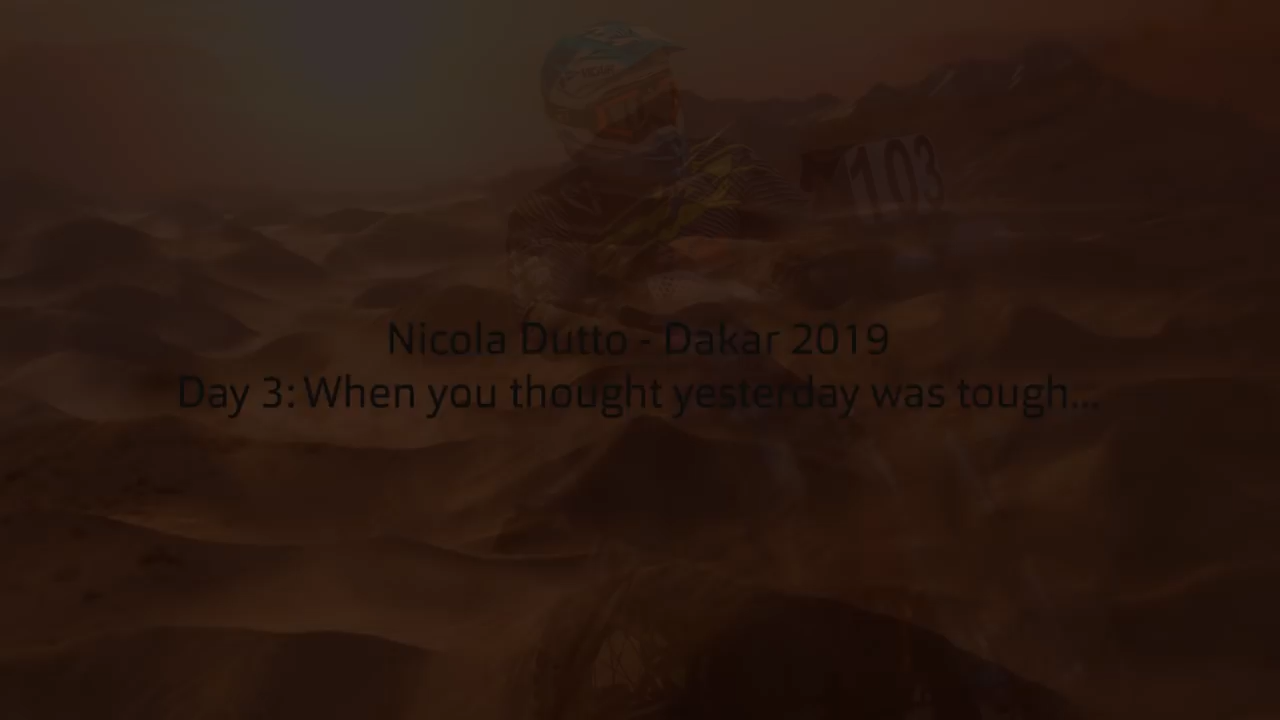 103
Nicola Dutto - Dakar 2019
Day 3: When you thought yesterday was tough...